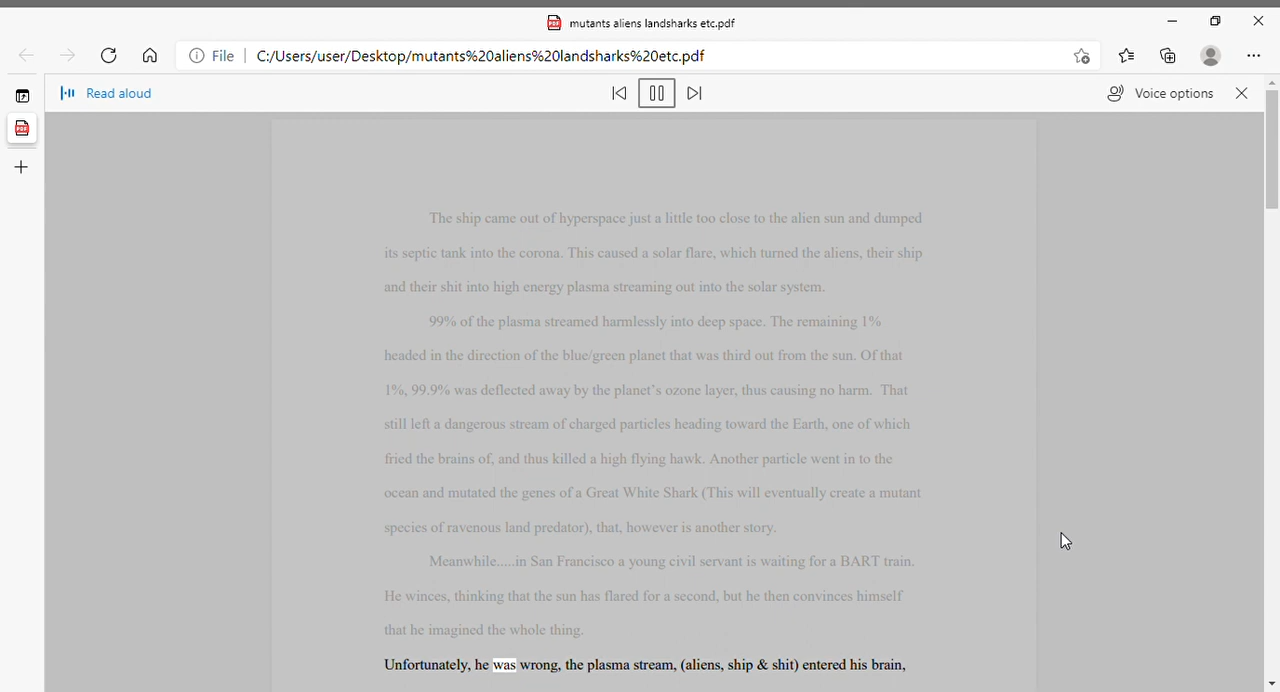 mutants aliens landsharks etc.pdf
File C:/Users/user/Desktop/mutants%20aliens%20landsharks%20etc.pdf
Read aloud Voice options
The ship came out of hyperspace just a little too close to the alien sun and dumped
its septic tank into the corona. This caused a solar flare, which turned the aliens, their ship
and their shit into high energy plasma streaming out into the solar system.
99% of the plasma streamed harmlessly into deep space. The remaining 1%
headed in the direction of the blue/green planet that was third out from the sun. Of that
1%, 99.9% was deflected away by the planet's ozone layer, thus causing no harm. That
still left a dangerous stream of charged particles heading toward the Earth, one of which
fried the brains of, and thus killed a high flying hawk. Another particle went in to the
ocean and mutated the genes of a Great White Shark (This will eventually create a mutant
species of ravenous land predator), that, however is another story.
Meanwhile.....in San Francisco a young civil servant is waiting for a BART train.
He winces, thinking that the sun has flared for a second, but he then convinces himself
that he imagined the whole thing.
Unfortunately, he was wrong, the plasma stream, (aliens, ship & shit) entered his brain,